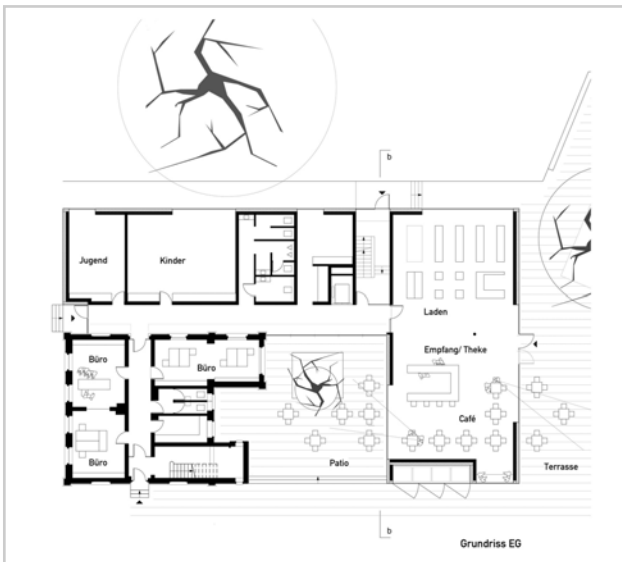 b
Jugend
Kinder
Laden
Büro
Empfang/ Theke
Büro
Café
Büro
Patio
Terrasse
b
Grundriss EG